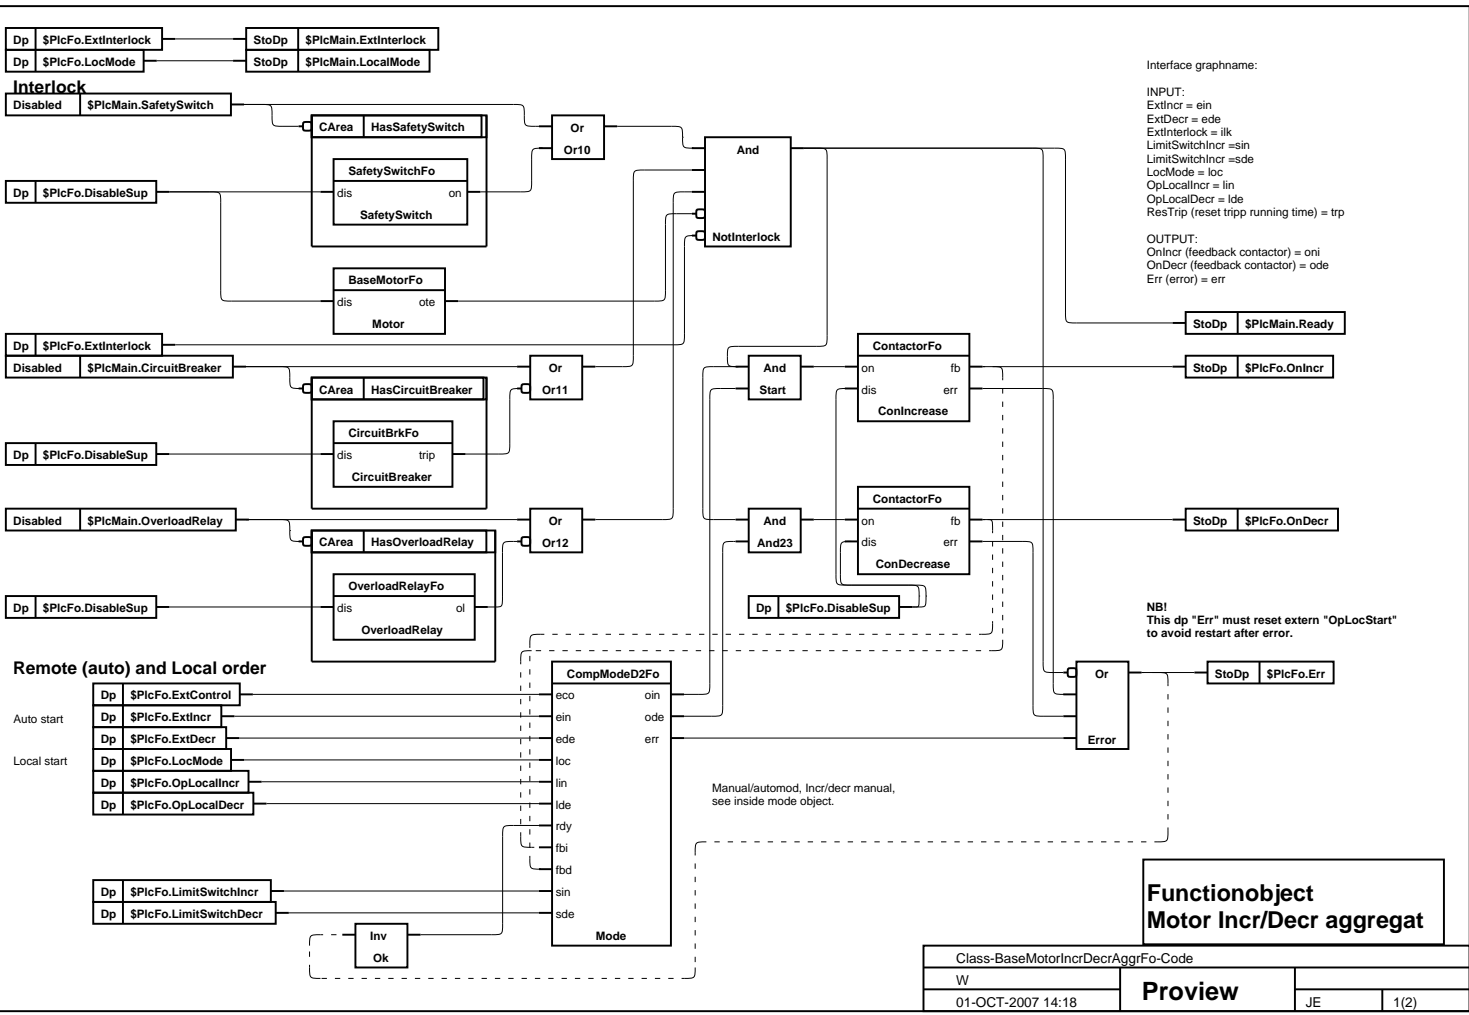 Dp $PlcFo.ExtInterlock StoDp $PlcMain.ExtInterlock
Dp $PlcFo.LocMode StoDp $PlcMain.LocalMode
Interlock
Disabled $PlcMain.SafetySwitch
CArea HasSafetySwitch
SafetySwitchFo
dis on
SafetySwitch
Or
Or10
Dp $PlcFo.DisableSup
And
NotInterlock
BaseMotorFo
dis ote
Motor
Dp $PlcFo.ExtInterlock
Disabled $PlcMain.CircuitBreaker
CArea HasCircuitBreaker
CircuitBrkFo
dis trip
CircuitBreaker
Or
Or11
Dp $PlcFo.DisableSup
Disabled $PlcMain.OverloadRelay
CArea HasOverloadRelay
OverloadRelayFo
dis ol
OverloadRelay
Or
Or12
Dp $PlcFo.DisableSup
And
Start
ContactorFo
on fb
dis err
ConIncrease
And
And23
ContactorFo
on fb
dis err
ConDecrease
Dp $PlcFo.DisableSup
Interface graphname:
INPUT:
ExtIncr = ein
ExtDecr = ede
ExtInterlock = ilk
LimitSwitchIncr =sin
LimitSwitchIncr =sde
LocMode = loc
OpLocalIncr = lin
OpLocalDecr = lde
ResTrip (reset tripp running time) = trp
OUTPUT:
OnIncr (feedback contactor) = oni
OnDecr (feedback contactor) = ode
Err (error) = err
StoDp $PlcMain.Ready
StoDp $PlcFo.OnIncr
StoDp $PlcFo.OnDecr
NB!
This dp "Err" must reset extern "OpLocStart"
to avoid restart after error.
Or
Error
StoDp $PlcFo.Err
Remote (auto) and Local order
Dp $PlcFo.ExtControl
Auto start Dp $PlcFo.ExtIncr
Dp $PlcFo.ExtDecr
Local start Dp $PlcFo.LocMode
Dp $PlcFo.OpLocalIncr
Dp $PlcFo.OpLocalDecr
Dp $PlcFo.LimitSwitchIncr
Dp $PlcFo.LimitSwitchDecr
CompModeD2Fo
eco oin
ein ode
ede err
loc
lin
lde
rdy
fbi
fbd
sin
sde
Mode
Inv
Ok
Manual/automod, Incr/decr manual,
see inside mode object.
Functionobject
Motor Incr/Decr aggregat
Class-BaseMotorIncrDecrAggrFo-Code
W
01-OCT-2007 14:18
Proview
JE 1(2)